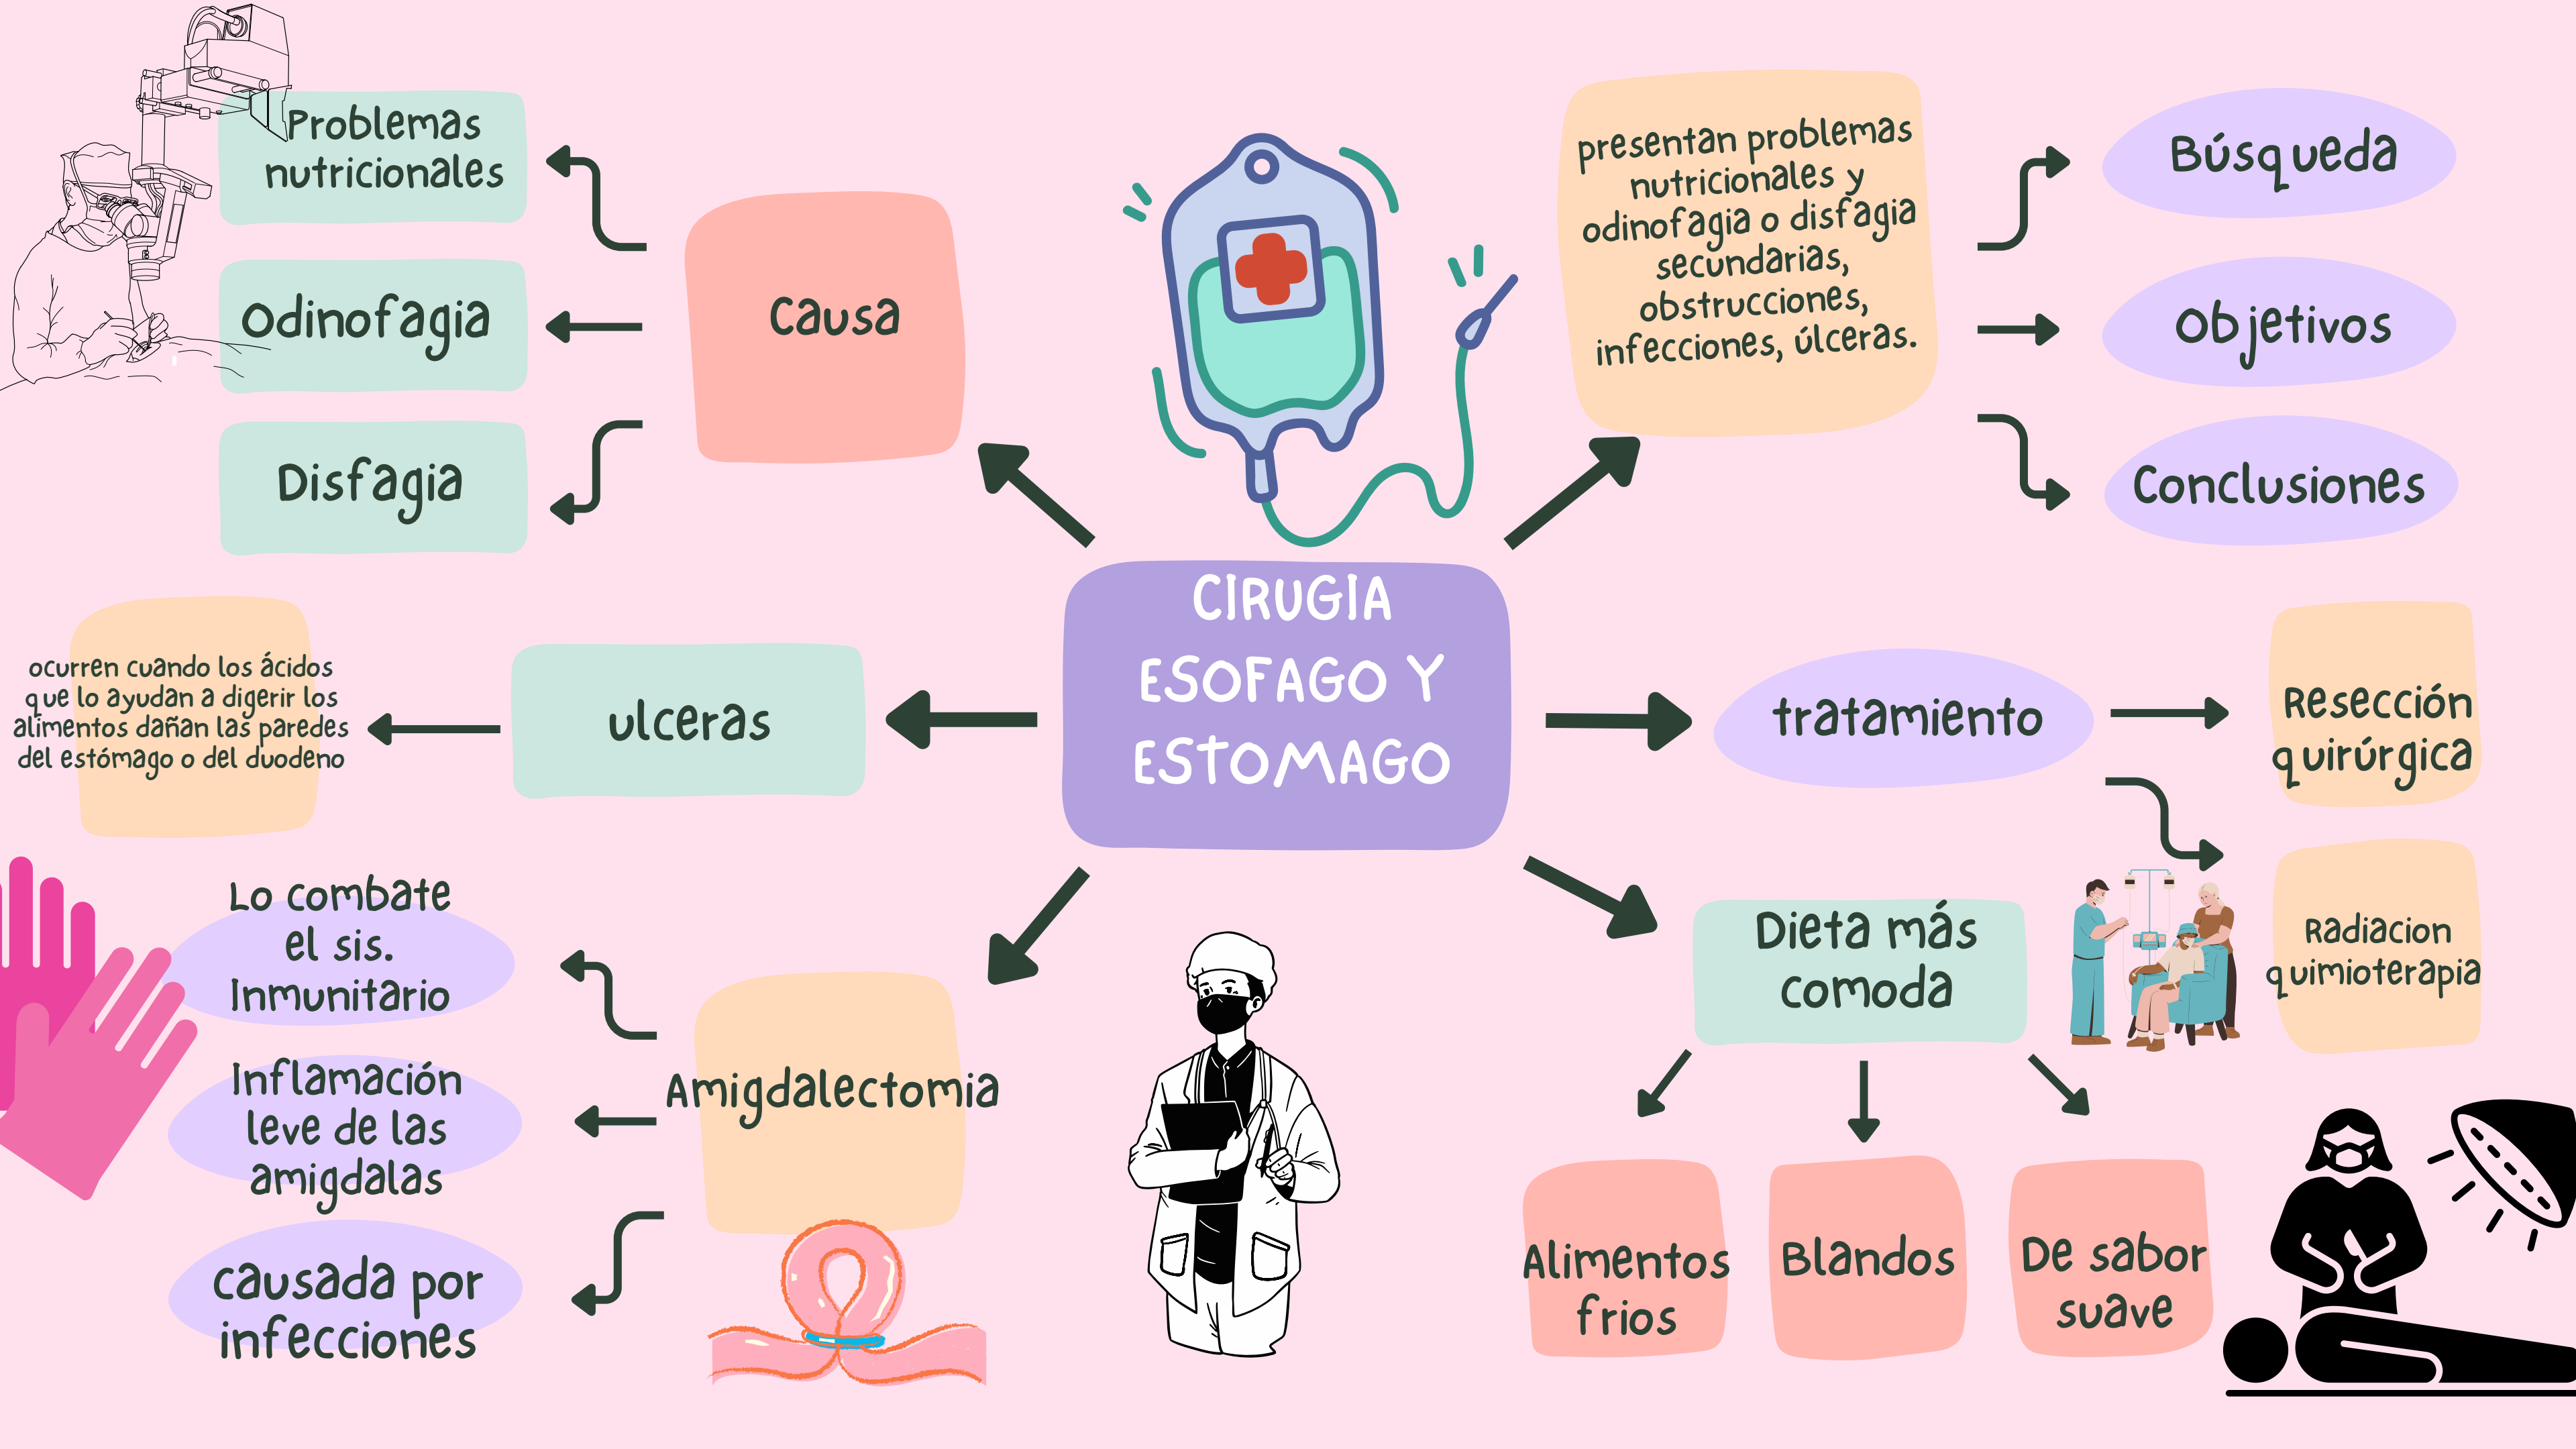 CIRUGIA
ESOFAGO Y
ESTOMAGO
Causa
Problemas
nutricionales
Odinofagia
Disfagia
presentan problemas
nutricionales y
odinofagia o disfagia
secundarias,
obstrucciones,
infecciones, úlceras.
Búsqueda
Objetivos
Conclusiones
ulceras
ocurren cuando los ácidos
que lo ayudan a digerir los
alimentos dañan las paredes
del estómago o del duodeno
tratamiento
Resección
quirúrgica
Radiacion
quimioterapia
Amigdalectomia
Lo combate
el sis.
Inmunitario
Inflamación
leve de las
amigdalas
causada por
infecciones
Dieta más
comoda
Alimentos
frios
Blandos
De sabor
suave